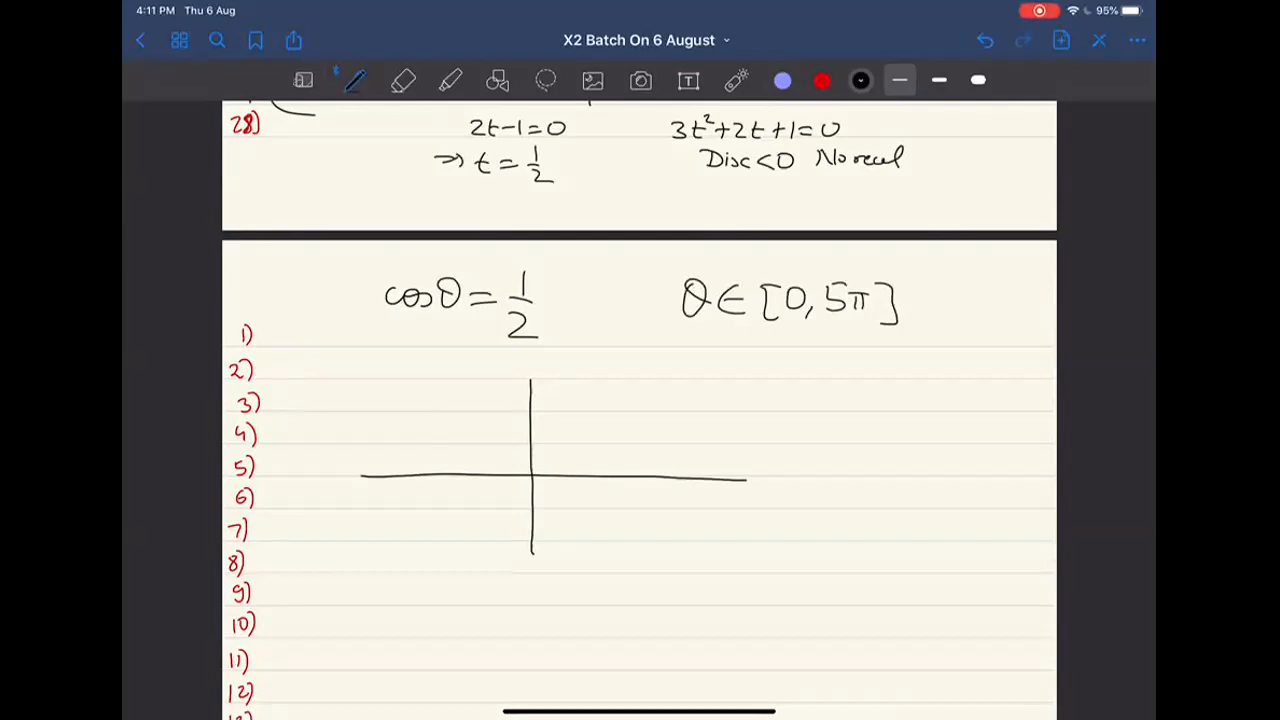 4:11 PM Thu 6 Aug
95%
X2 Batch On 6 August
28)
2t-1=0 3t²+2t+1=0
⇒ t=1/2 Disc<0 No real
cosθ=1/2 θ∈[0,5π]
1)
2)
3)
4)
5)
6)
7)
8)
9)
10)
11)
12)